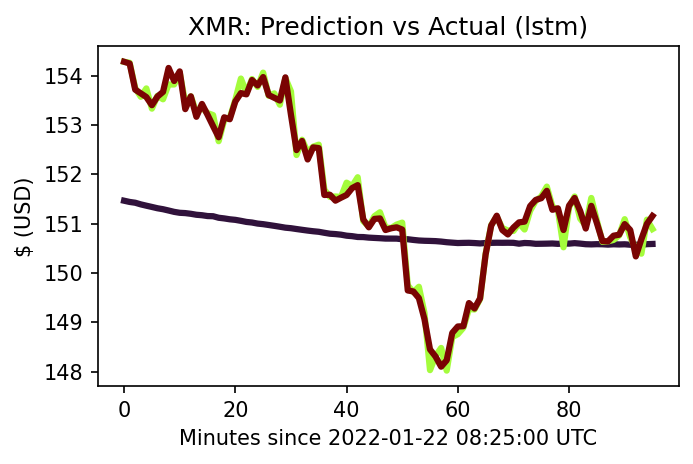 XMR: Prediction vs Actual (lstm)
154
153
152
151
150
149
148
$ (USD)
0 20 40 60 80
Minutes since 2022-01-22 08:25:00 UTC